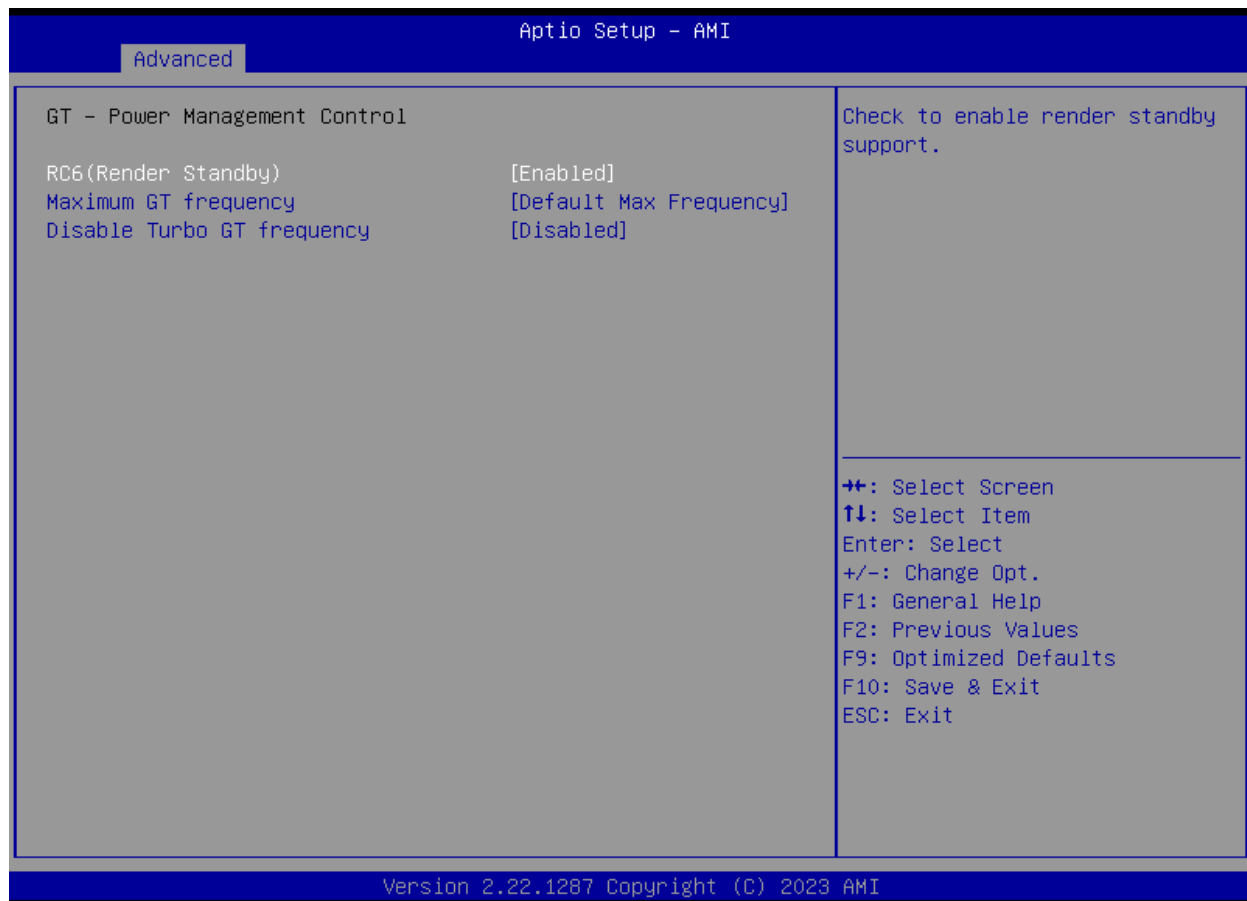 Aptio Setup – AMI
Advanced
GT – Power Management Control
RC6(Render Standby) [Enabled]
Maximum GT frequency [Default Max Frequency]
Disable Turbo GT frequency [Disabled]
Check to enable render standby
support.
→←: Select Screen
↑↓: Select Item
Enter: Select
+/-: Change Opt.
F1: General Help
F2: Previous Values
F9: Optimized Defaults
F10: Save & Exit
ESC: Exit
Version 2.22.1287 Copyright (C) 2023 AMI